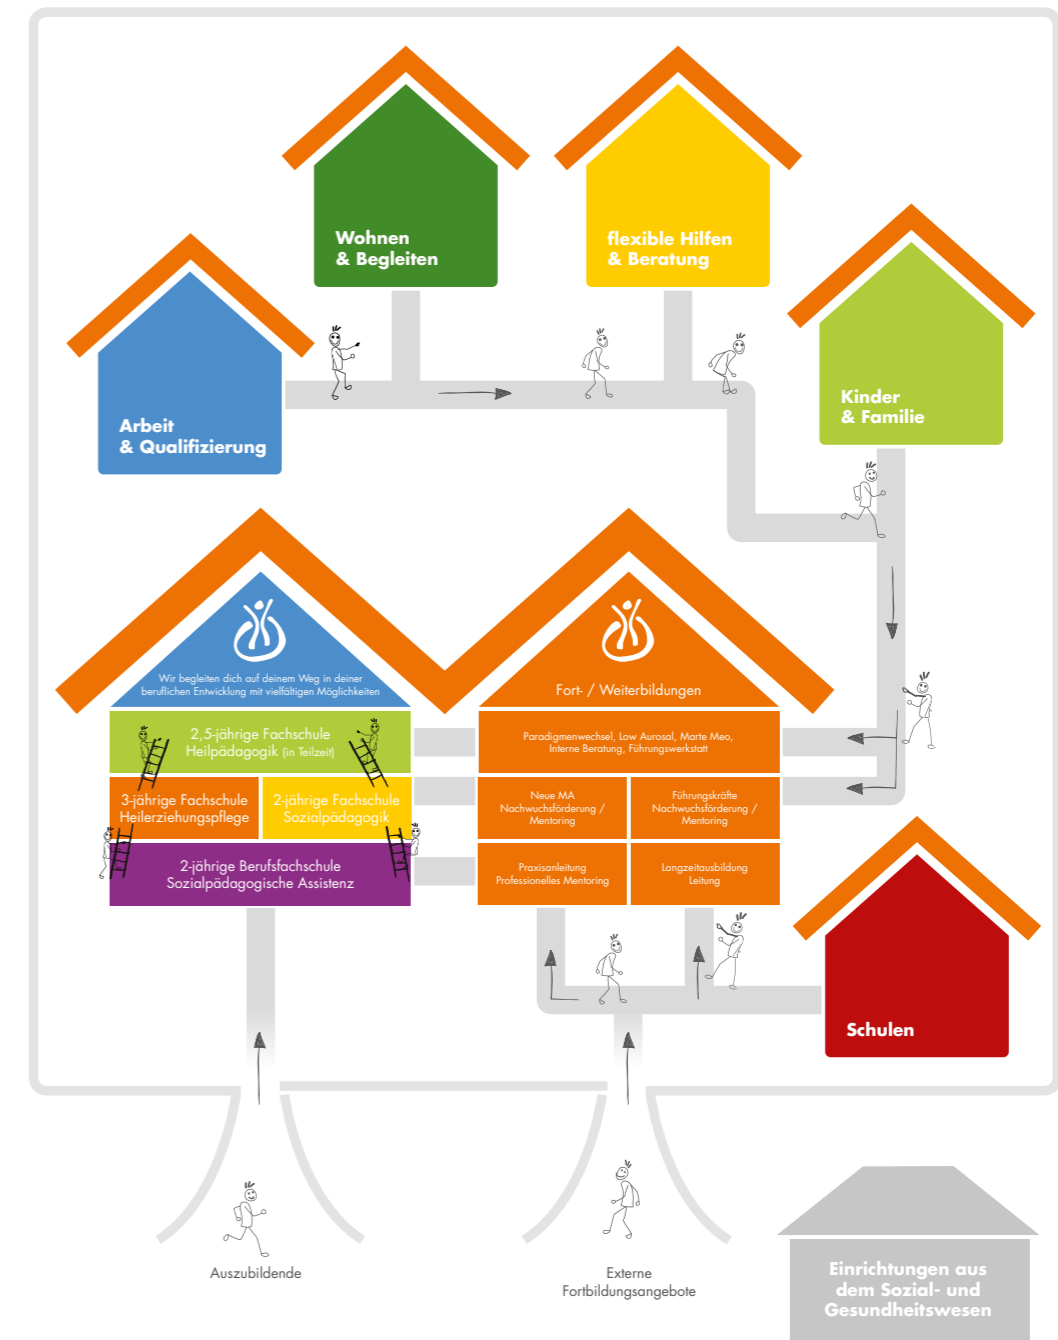 Wohnen
& Begleiten
flexible Hilfen
& Beratung
Arbeit
& Qualifizierung
Kinder
& Familie
Wir begleiten dich auf deinem Weg in deiner
beruflichen Entwicklung mit vielfältigen Möglichkeiten
2,5-jährige Fachschule
Heilpädagogik (in Teilzeit)
3-jährige Fachschule
Heilerziehungspflege
2-jährige Fachschule
Sozialpädagogik
2-jährige Berufsfachschule
Sozialpädagogische Assistenz
Fort- / Weiterbildungen
Paradigmenwechsel, Low Aurosal, Marte Meo,
Interne Beratung, Führungswerkstatt
Neue MA
Nachwuchsförderung /
Mentoring
Führungskräfte
Nachwuchsförderung /
Mentoring
Praxisanleitung
Professionelles Mentoring
Langzeitausbildung
Leitung
Schulen
Auszubildende
Externe
Fortbildungsangebote
Einrichtungen aus
dem Sozial- und
Gesundheitswesen